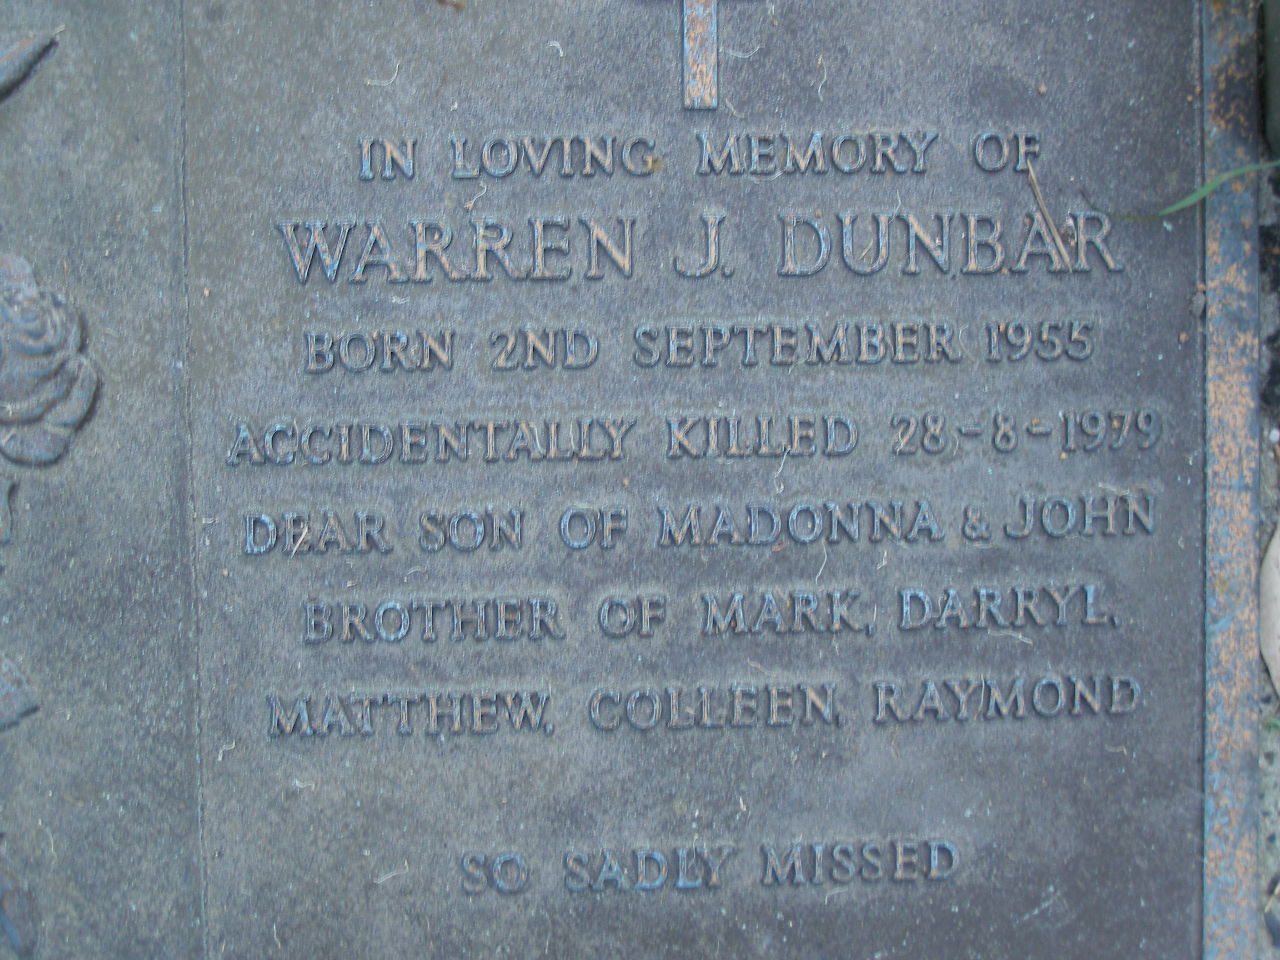 IN LOVING MEMORY OF
WARREN J. DUNBAR
BORN 2ND SEPTEMBER 1955
ACCIDENTALLY KILLED 28-8-1979
DEAR SON OF MADONNA & JOHN
BROTHER OF MARK, DARRYL,
MATTHEW, COLLEEN, RAYMOND
SO SADLY MISSED